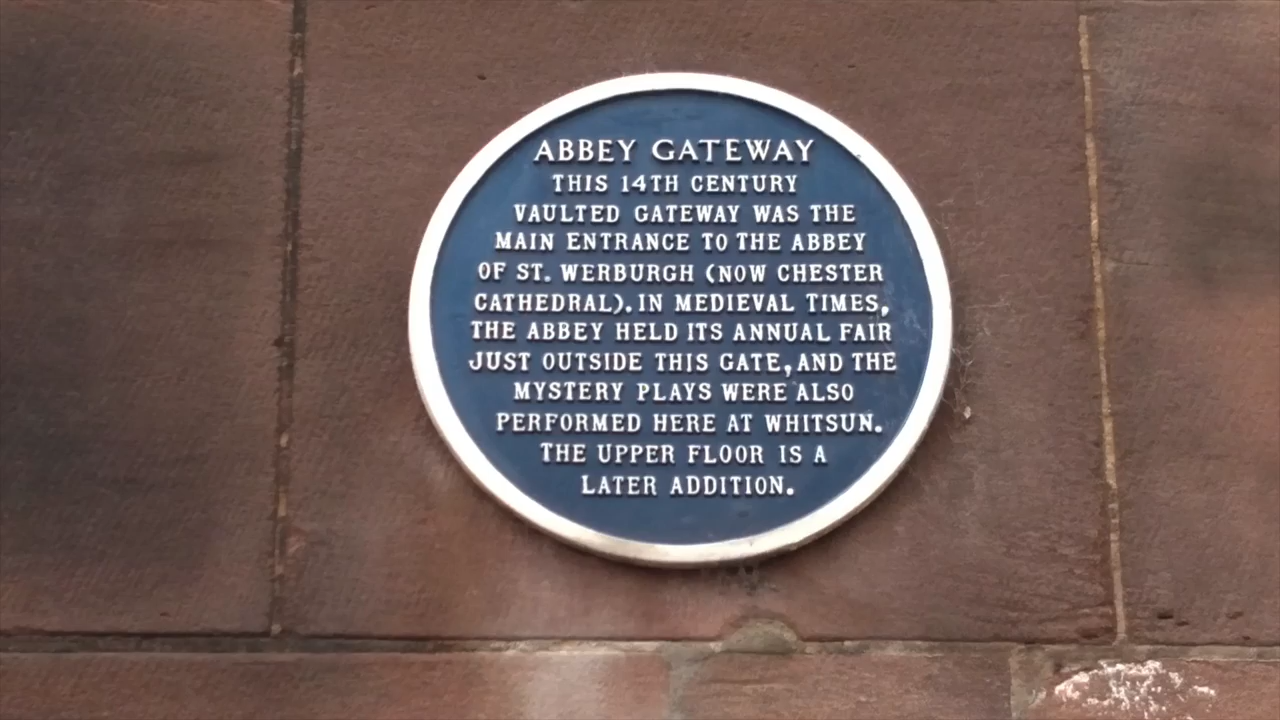 ABBEY GATEWAY
THIS 14TH CENTURY
VAULTED GATEWAY WAS THE
MAIN ENTRANCE TO THE ABBEY
OF ST. WERBURGH (NOW CHESTER
CATHEDRAL). IN MEDIEVAL TIMES,
THE ABBEY HELD ITS ANNUAL FAIR
JUST OUTSIDE THIS GATE, AND THE
MYSTERY PLAYS WERE ALSO
PERFORMED HERE AT WHITSUN.
THE UPPER FLOOR IS A
LATER ADDITION.